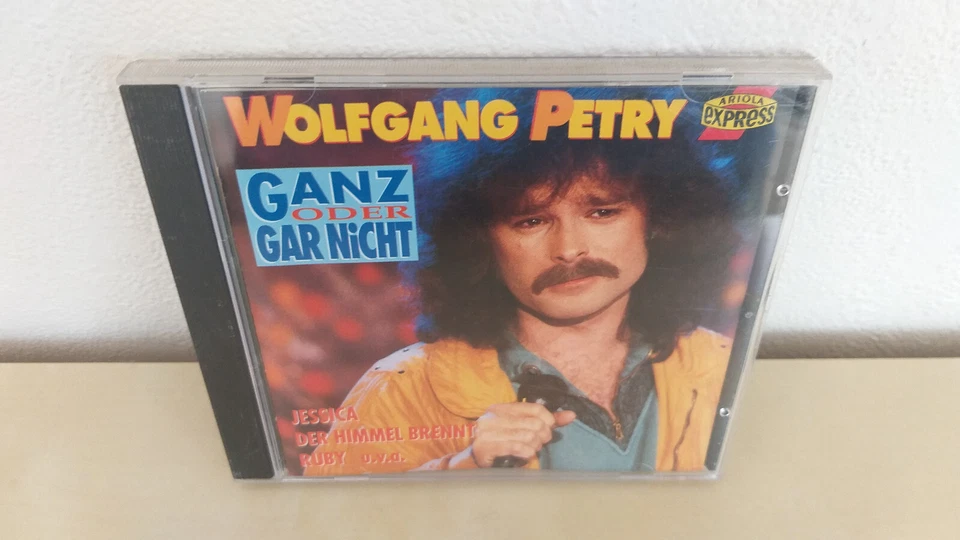 WOLFGANG PETRY
ARIOLA
eXPRESS
GANZ
ODER
GAR NiCHT
JESSICA
DER HIMMEL BRENNT
RUBY u.v.a.